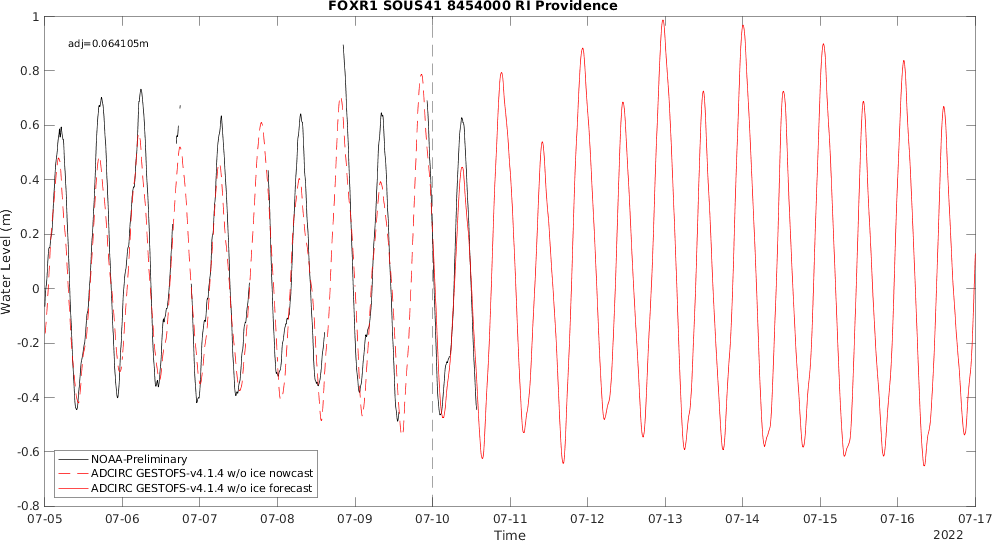 FOXR1 SOUS41 8454000 RI Providence
adj=0.064105m
1
0.8
0.6
0.4
0.2
0
-0.2
-0.4
-0.6
-0.8
Water Level (m)
NOAA-Preliminary
ADCIRC GESTOFS-v4.1.4 w/o ice nowcast
ADCIRC GESTOFS-v4.1.4 w/o ice forecast
07-05 07-06 07-07 07-08 07-09 07-10 07-11 07-12 07-13 07-14 07-15 07-16 07-17
Time
2022